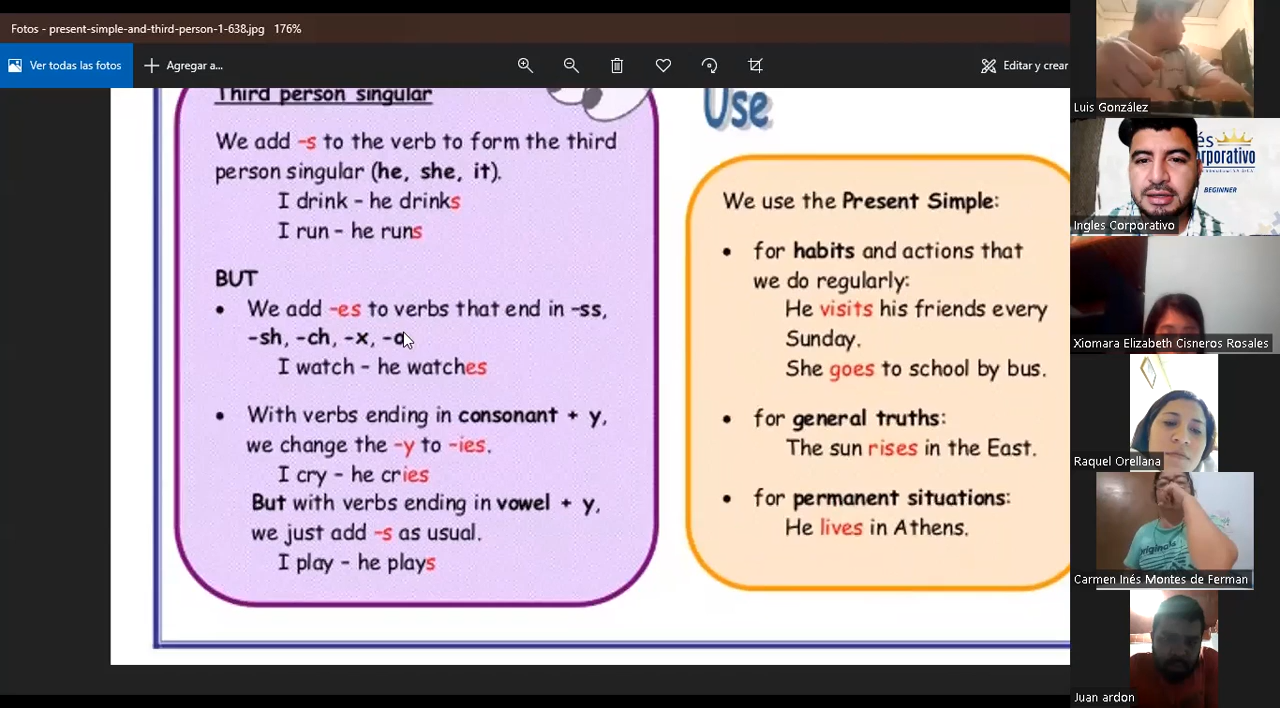 Fotos - present-simple-and-third-person-1-638.jpg 176%
Ver todas las fotos
Agregar a...
Editar y crear
Third person singular
We add -s to the verb to form the third
person singular (he, she, it).
I drink – he drinks
I run – he runs
BUT
• We add -es to verbs that end in -ss,
-sh, -ch, -x, -o
I watch – he watches
• With verbs ending in consonant + y,
we change the -y to -ies.
I cry – he cries
But with verbs ending in vowel + y,
we just add -s as usual.
I play – he plays
Use
We use the Present Simple:
• for habits and actions that
we do regularly:
He visits his friends every
Sunday.
She goes to school by bus.
• for general truths:
The sun rises in the East.
• for permanent situations:
He lives in Athens.
Luis González
BEGINNER
Ingles Corporativo
Xiomara Elizabeth Cisneros Rosales
Raquel Orellana
Carmen Inés Montes de Ferman
Juan ardon